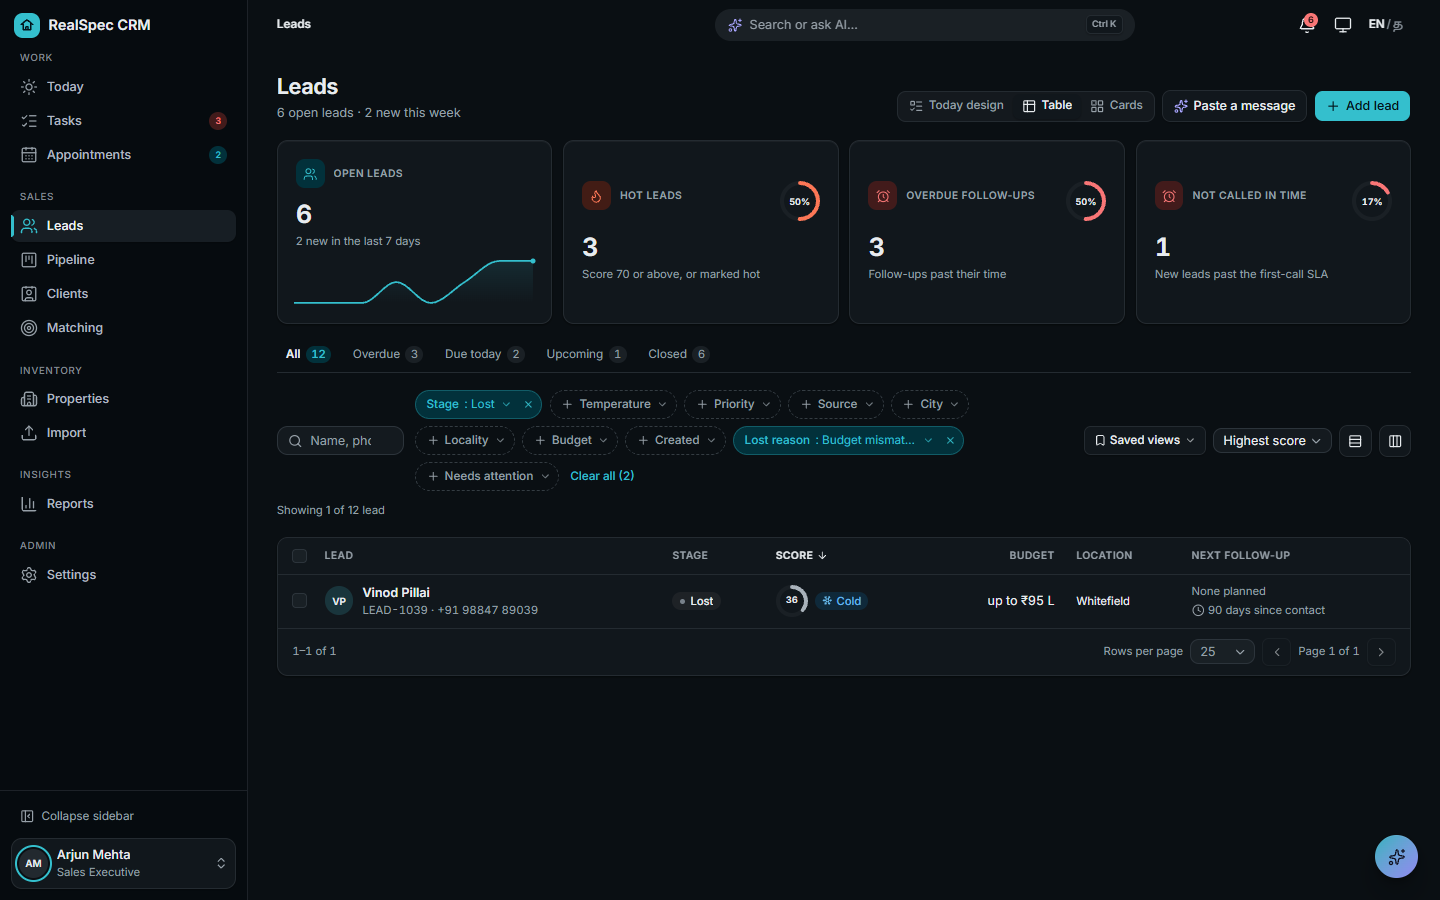 RealSpec CRM
WORK
Today
Tasks 3
Appointments 2
SALES
Leads
Pipeline
Clients
Matching
INVENTORY
Properties
Import
INSIGHTS
Reports
ADMIN
Settings
Collapse sidebar
AM
Arjun Mehta
Sales Executive
Leads
Search or ask AI...
Ctrl K
6
EN / த
Leads
6 open leads · 2 new this week
Today design
Table
Cards
Paste a message
Add lead
OPEN LEADS
6
2 new in the last 7 days
HOT LEADS
50%
3
Score 70 or above, or marked hot
OVERDUE FOLLOW-UPS
50%
3
Follow-ups past their time
NOT CALLED IN TIME
17%
1
New leads past the first-call SLA
All 12
Overdue 3
Due today 2
Upcoming 1
Closed 6
Name, phc
Stage : Lost
Temperature
Priority
Source
City
Locality
Budget
Created
Lost reason : Budget mismat...
Needs attention
Clear all (2)
Saved views
Highest score
Showing 1 of 12 lead
LEAD STAGE SCORE BUDGET LOCATION NEXT FOLLOW-UP
VP
Vinod Pillai
LEAD-1039 · +91 98847 89039
Lost
36
Cold
up to ₹95 L
Whitefield
None planned
90 days since contact
1–1 of 1
Rows per page 25
Page 1 of 1